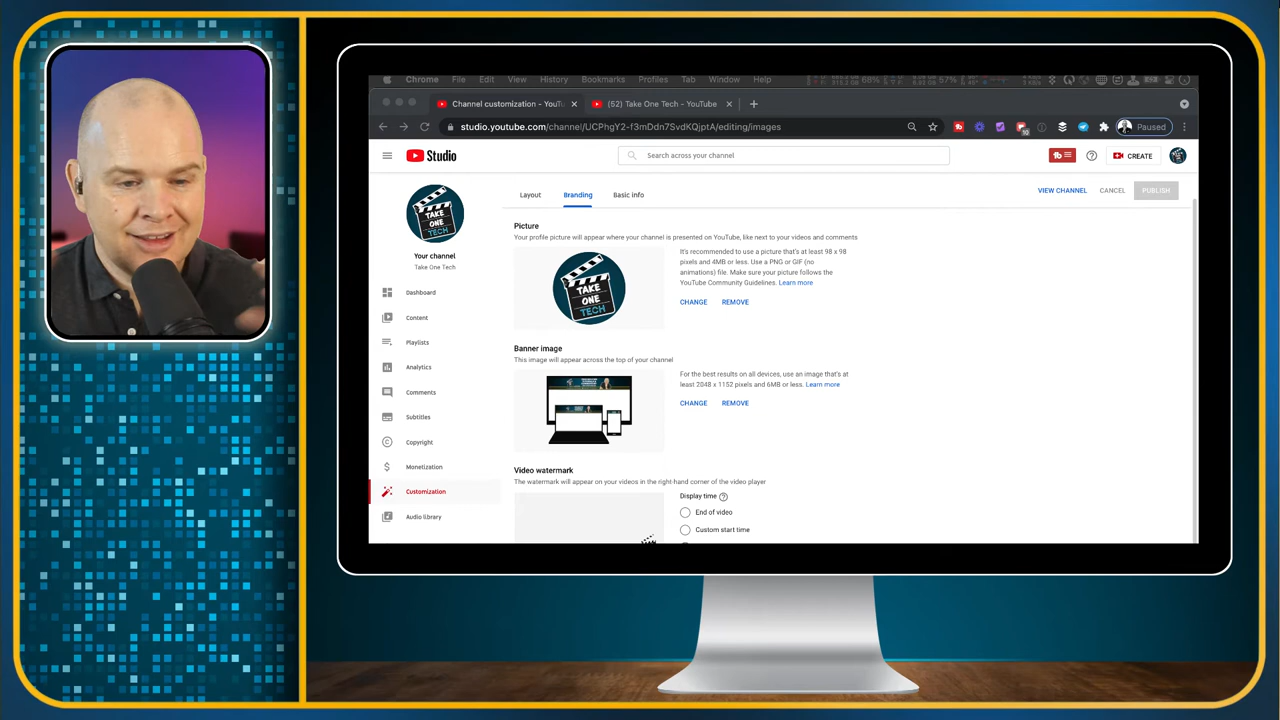 Chrome File Edit View History Bookmarks Profiles Tab Window Help
Channel customization - YouTu
(52) Take One Tech - YouTube
studio.youtube.com/channel/UCPhgY2-f3mDdn7SvdKQjptA/editing/images
Paused
Studio
Search across your channel
CREATE
TAKE ONE TECH
Your channel
Take One Tech
Dashboard
Content
Playlists
Analytics
Comments
Subtitles
Copyright
Monetization
Customization
Audio library
Layout Branding Basic info
VIEW CHANNEL CANCEL PUBLISH
Picture
Your profile picture will appear where your channel is presented on YouTube, like next to your videos and comments
TAKE ONE TECH
It's recommended to use a picture that's at least 98 x 98
pixels and 4MB or less. Use a PNG or GIF (no
animations) file. Make sure your picture follows the
YouTube Community Guidelines. Learn more
CHANGE REMOVE
Banner image
This image will appear across the top of your channel
For the best results on all devices, use an image that's at
least 2048 x 1152 pixels and 6MB or less. Learn more
CHANGE REMOVE
Video watermark
The watermark will appear on your videos in the right-hand corner of the video player
Display time
End of video
Custom start time